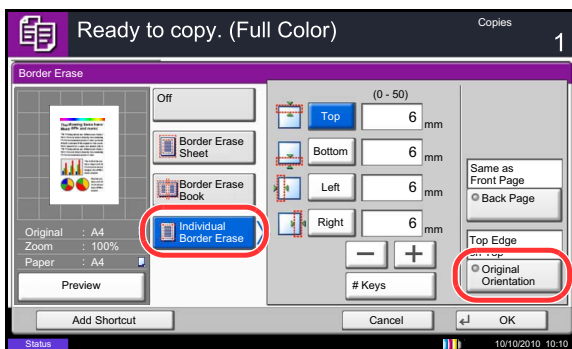 Ready to copy. (Full Color)
Copies
1
Border Erase
Off
Border Erase
Sheet
Border Erase
Book
Individual
Border Erase
Original : A4
Zoom : 100%
Paper : A4
Preview
(0 - 50)
Top 6 mm
Bottom 6 mm
Left 6 mm
Right 6 mm
− +
# Keys
Same as
Front Page
Back Page
Top Edge
on Top
Original
Orientation
Add Shortcut
Cancel
OK
Status
10/10/2010 10:10